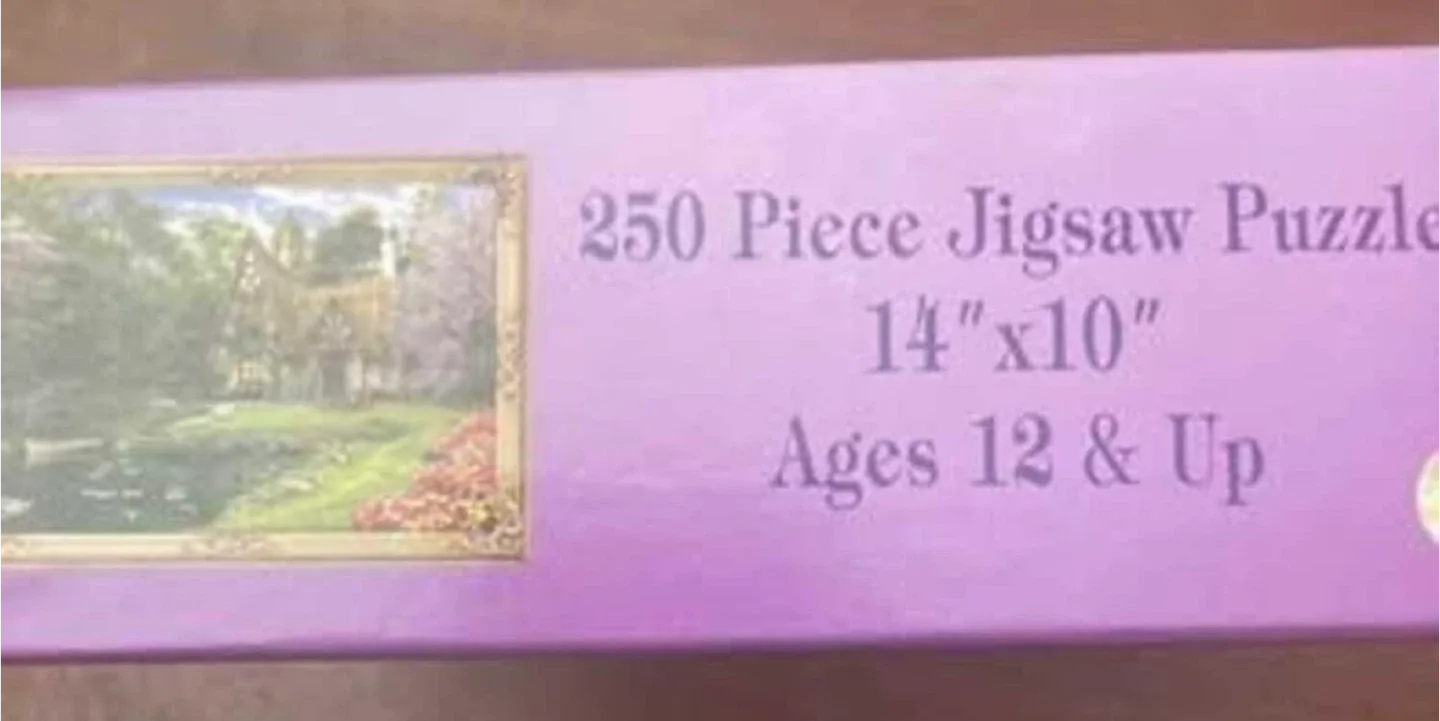 250 Piece Jigsaw Puzzle
14"x10"
Ages 12 & Up